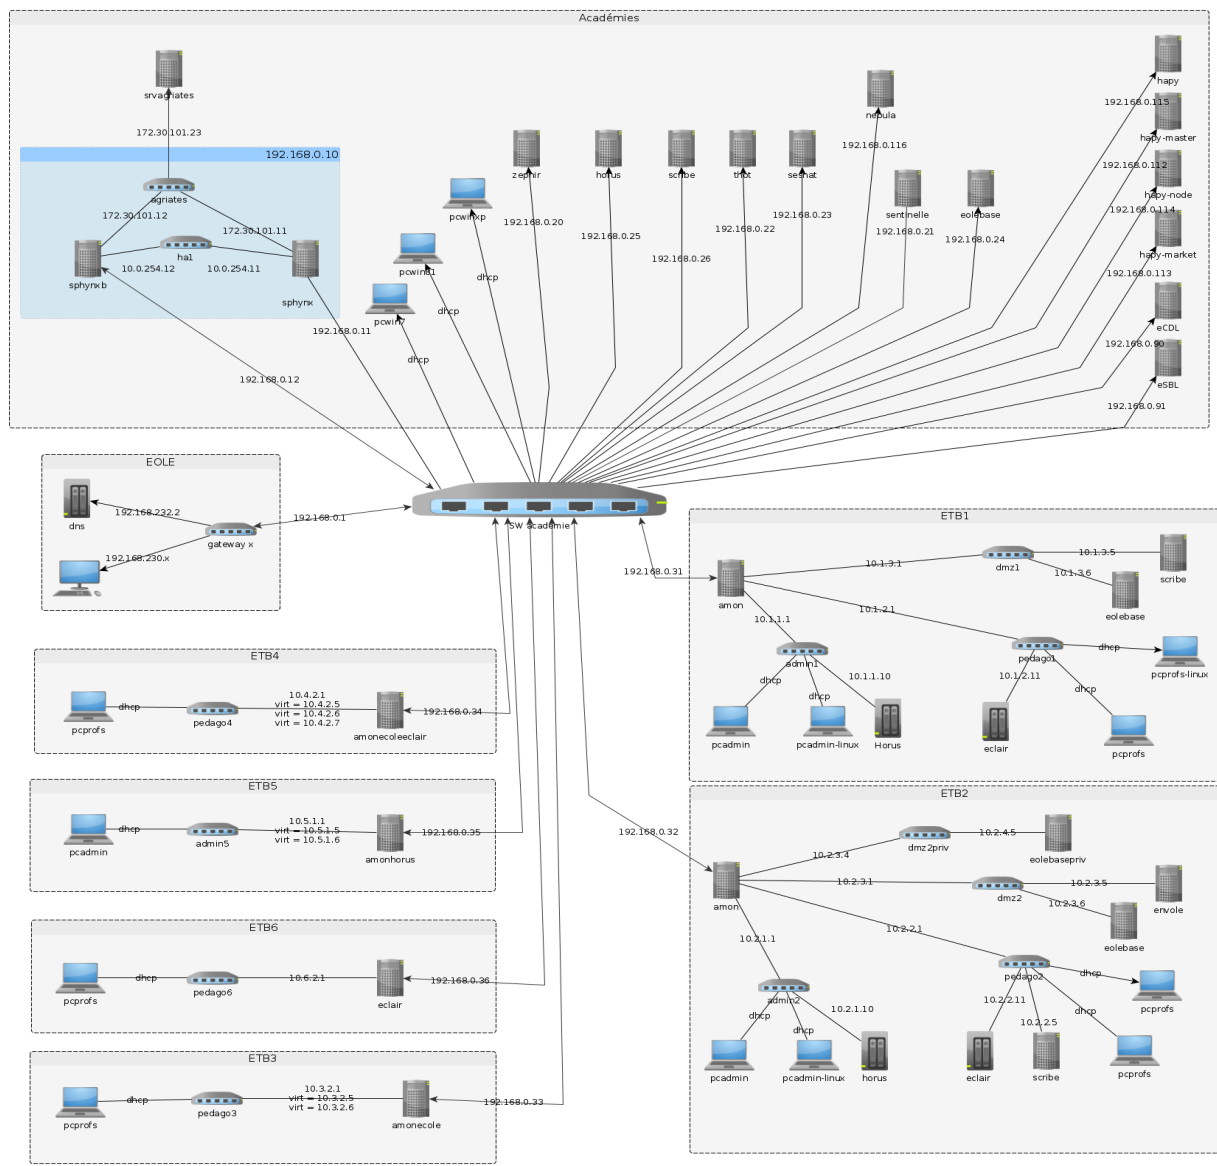 Académies
srvagriates
172.30.101.23
192.168.0.10
agriates
172.30.101.12
172.30.101.11
ha1
10.0.254.12
10.0.254.11
sphynxb
sphynx
192.168.0.11
192.168.0.12
pcwinxp
dhcp
pcwin81
dhcp
pcwin7
dhcp
zephir
192.168.0.20
horus
192.168.0.25
scribe
192.168.0.26
thot
192.168.0.22
seshat
192.168.0.23
nebula
192.168.0.116
sentinelle
192.168.0.21
eolebase
192.168.0.24
hapy
192.168.0.115
hapy-master
192.168.0.112
hapy-node
192.168.0.114
hapy-market
192.168.0.113
eCDL
192.168.0.90
eSBL
192.168.0.91
EOLE
dns
192.168.232.2
gateway x
192.168.0.1
192.168.230.x
SW academie
ETB1
192.168.0.31
amon
10.1.3.1
dmz1
10.1.3.5
scribe
10.1.3.6
eolebase
10.1.2.1
10.1.1.1
admin1
pedago1
dhcp
pcprofs-linux
dhcp
dhcp
10.1.1.10
10.1.2.11
dhcp
pcadmin
pcadmin-linux
Horus
eclair
pcprofs
ETB4
pcprofs
dhcp
pedago4
10.4.2.1
virt = 10.4.2.5
virt = 10.4.2.6
virt = 10.4.2.7
amonecoleeclair
192.168.0.34
ETB5
pcadmin
dhcp
admin5
10.5.1.1
virt = 10.5.1.5
virt = 10.5.1.6
amonhorus
192.168.0.35
ETB6
pcprofs
dhcp
pedago6
10.6.2.1
eclair
192.168.0.36
ETB3
pcprofs
dhcp
pedago3
10.3.2.1
virt = 10.3.2.5
virt = 10.3.2.6
amonecole
192.168.0.33
ETB2
192.168.0.32
amon
10.2.3.4
dmz2priv
10.2.4.5
eolebasepriv
10.2.3.1
dmz2
10.2.3.5
envole
10.2.3.6
eolebase
10.2.2.1
10.2.1.1
admin2
pedago2
dhcp
pcprofs
dhcp
dhcp
10.2.1.10
10.2.2.11
10.2.2.5
dhcp
pcadmin
pcadmin-linux
horus
eclair
scribe
pcprofs